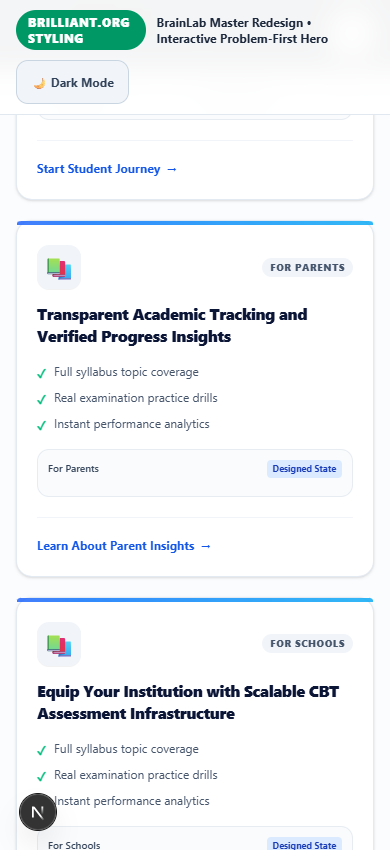 BRILLIANT.ORG
STYLING
BrainLab Master Redesign •
Interactive Problem-First Hero
🌙 Dark Mode
Start Student Journey →
FOR PARENTS
Transparent Academic Tracking and
Verified Progress Insights
✓ Full syllabus topic coverage
✓ Real examination practice drills
✓ Instant performance analytics
For Parents
Designed State
Learn About Parent Insights →
FOR SCHOOLS
Equip Your Institution with Scalable CBT
Assessment Infrastructure
✓ Full syllabus topic coverage
✓ Real examination practice drills
Instant performance analytics
N
For Schools
Designed State